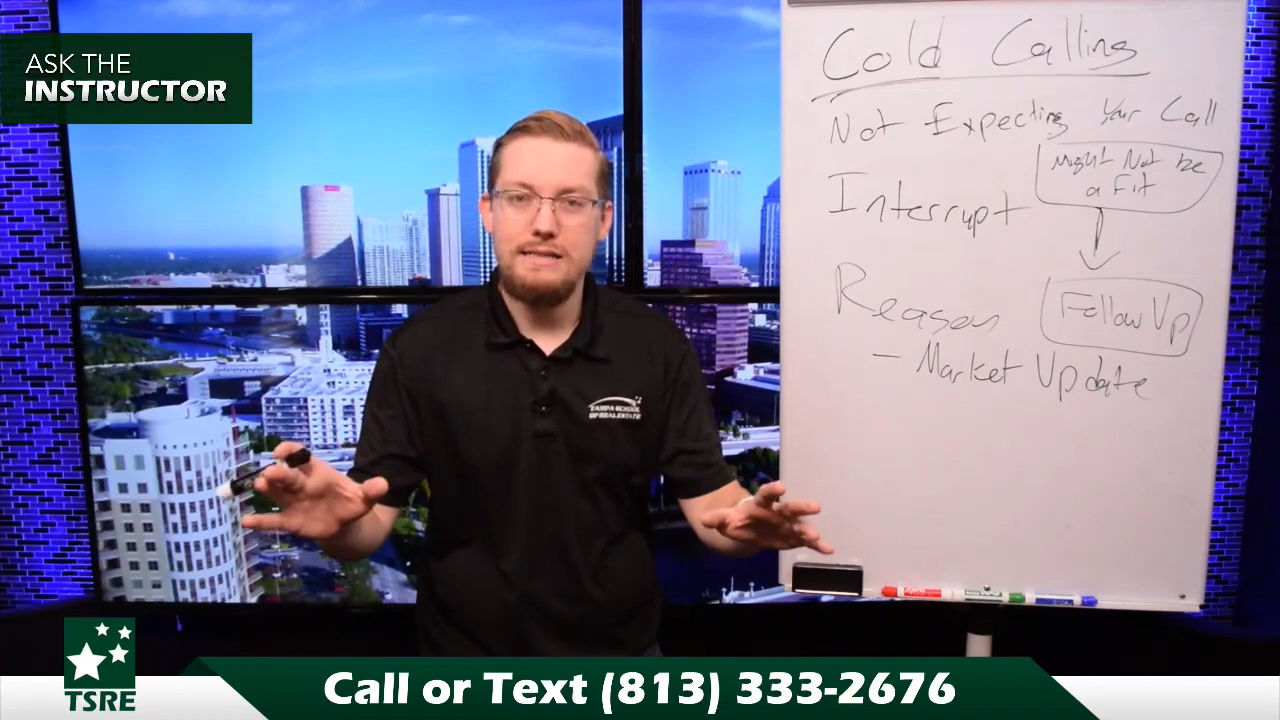 ASK THE
INSTRUCTOR
Cold Calling
Not Expecting Your Call
Might Not be
a Fit
Interrupt
Reason
Follow Up
- Market Update
TAMPA SCHOOL
OF REAL ESTATE
TSRE
Call or Text (813) 333-2676